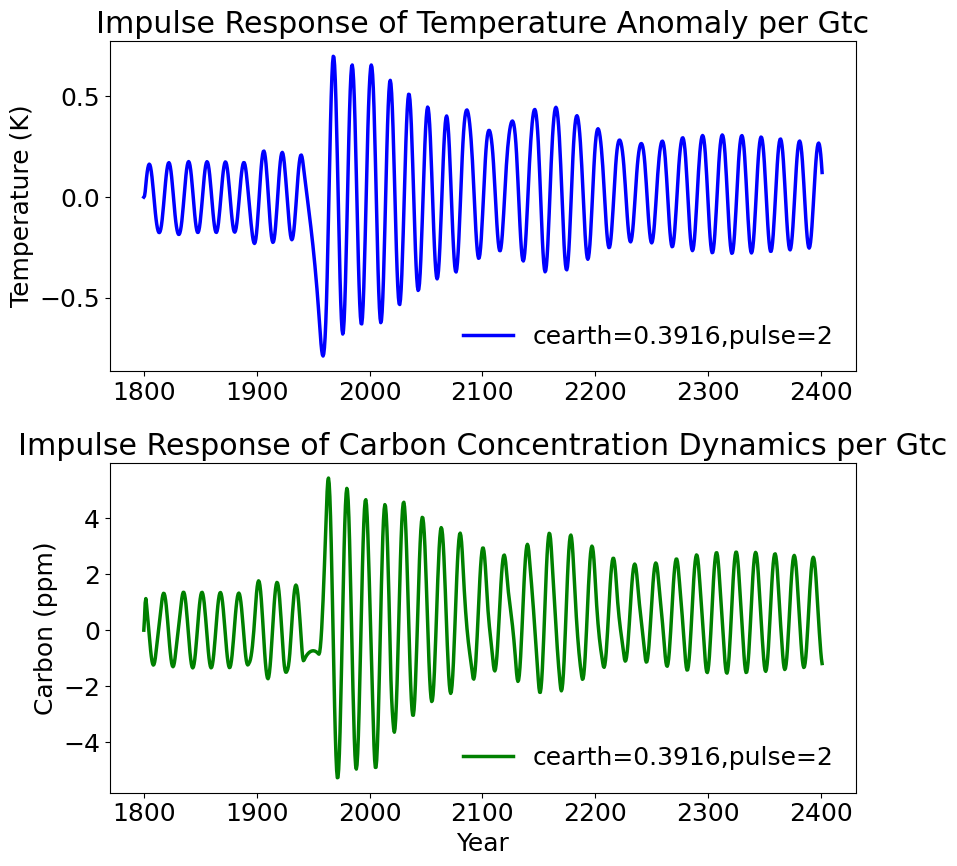 Impulse Response of Temperature Anomaly per Gtc
Temperature (K)
0.5
0.0
−0.5
cearth=0.3916,pulse=2
1800 1900 2000 2100 2200 2300 2400
Impulse Response of Carbon Concentration Dynamics per Gtc
Carbon (ppm)
4
2
0
−2
−4
cearth=0.3916,pulse=2
1800 1900 2000 2100 2200 2300 2400
Year